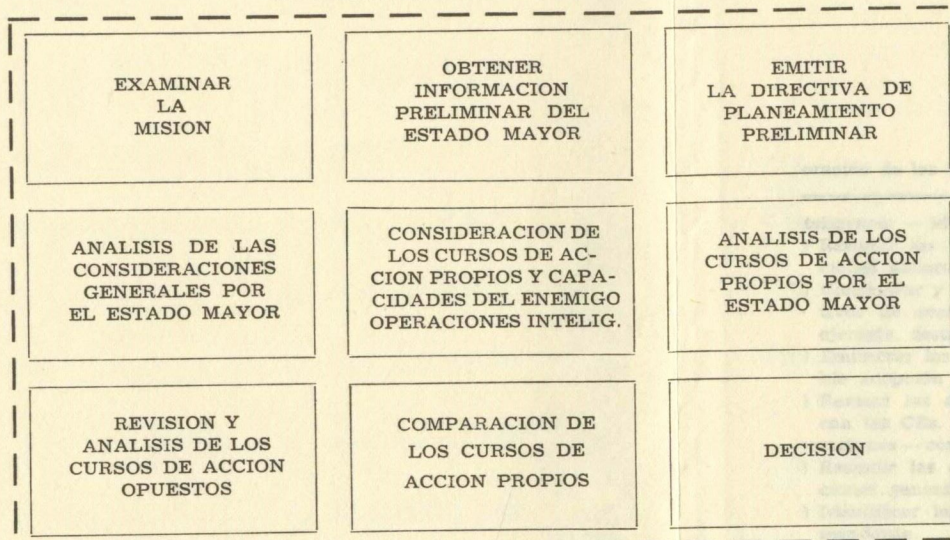 EXAMINAR
LA
MISION
OBTENER
INFORMACION
PRELIMINAR DEL
ESTADO MAYOR
EMITIR
LA DIRECTIVA DE
PLANEAMIENTO
PRELIMINAR
ANALISIS DE LAS
CONSIDERACIONES
GENERALES POR
EL ESTADO MAYOR
CONSIDERACION DE
LOS CURSOS DE AC-
CION PROPIOS Y CAPA-
CIDADES DEL ENEMIGO
OPERACIONES INTELIG.
ANALISIS DE LOS
CURSOS DE ACCION
PROPIOS POR EL
ESTADO MAYOR
REVISION Y
ANALISIS DE LOS
CURSOS DE ACCION
OPUESTOS
COMPARACION DE
LOS CURSOS DE
ACCION PROPIOS
DECISION